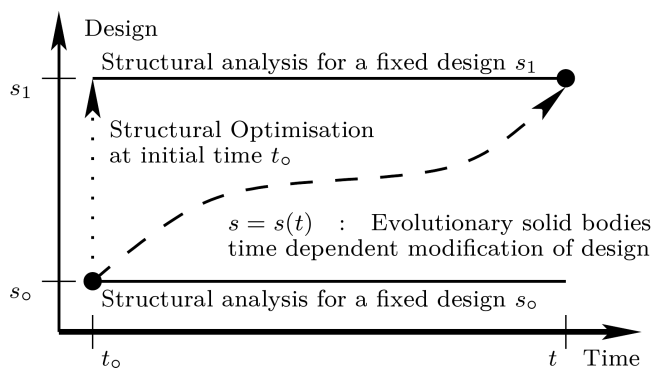 Design
Structural analysis for a fixed design s₁
s₁
Structural Optimisation
at initial time t∘
s = s(t) : Evolutionary solid bodies
time dependent modification of design
s∘
Structural analysis for a fixed design s∘
t∘ t Time